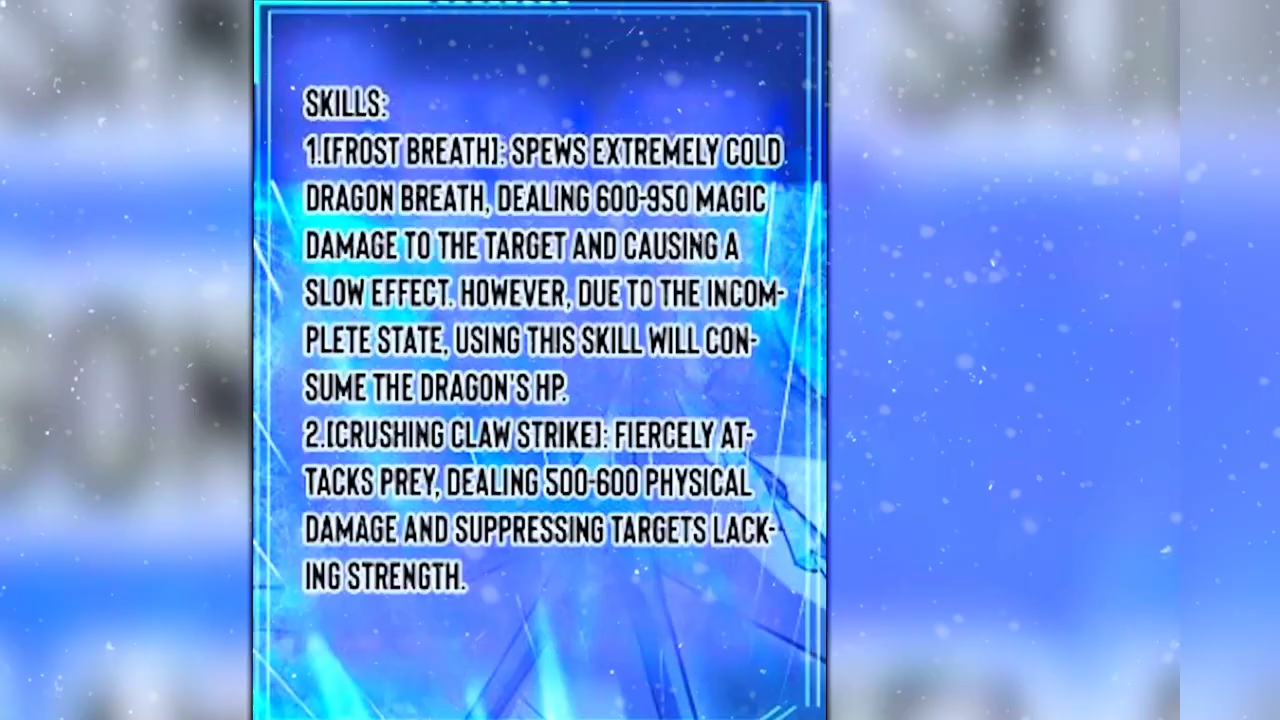 SKILLS:
1.[FROST BREATH]: SPEWS EXTREMELY COLD
DRAGON BREATH, DEALING 600-950 MAGIC
DAMAGE TO THE TARGET AND CAUSING A
SLOW EFFECT. HOWEVER, DUE TO THE INCOM-
PLETE STATE, USING THIS SKILL WILL CON-
SUME THE DRAGON'S HP.
2.[CRUSHING CLAW STRIKE]: FIERCELY AT-
TACKS PREY, DEALING 500-600 PHYSICAL
DAMAGE AND SUPPRESSING TARGETS LACK-
ING STRENGTH.